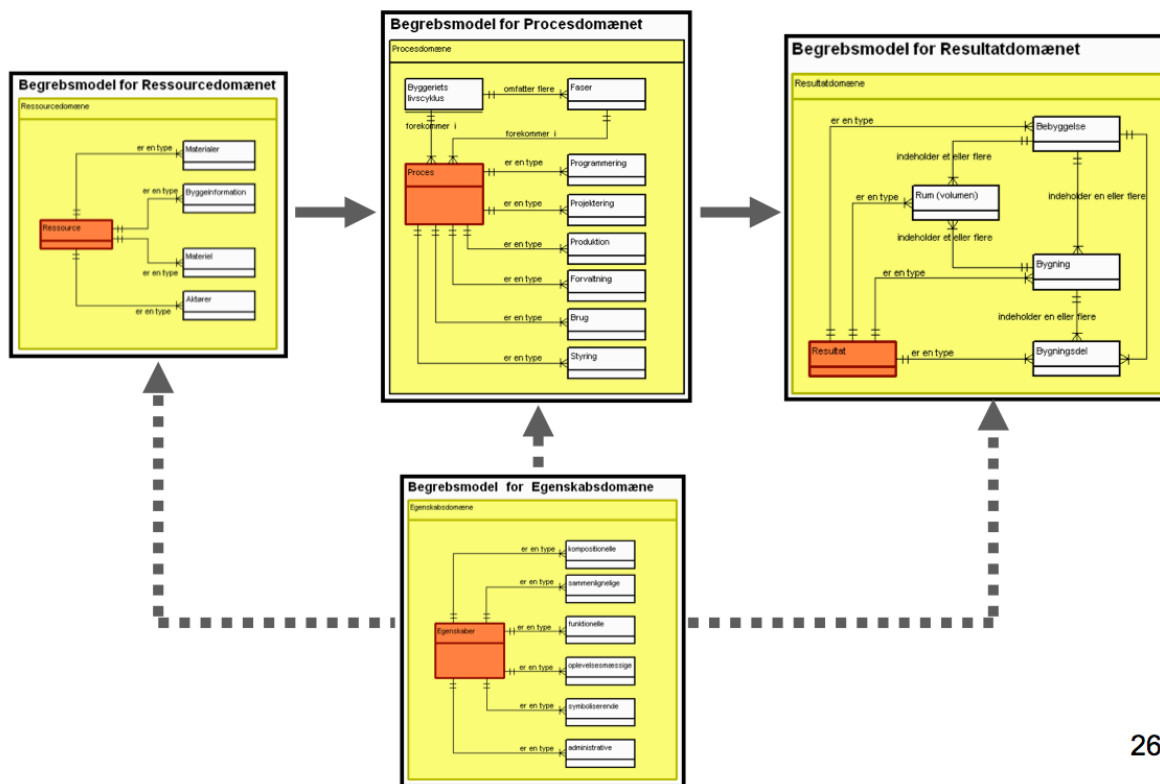 Begrebsmodel for Ressourcedomænet
Ressourcedomæne
er en type
Materialer
er en type
Byggeinformation
Ressource
Materiel
er en type
Aktører
er en type
Begrebsmodel for Procesdomænet
Procesdomæne
Byggeriets
livscyklus
omfatter flere
Faser
forekommer i
forekommer i
Proces
er en type
Programmering
er en type
Projektering
er en type
Produktion
er en type
Forvaltning
er en type
Brug
er en type
Styring
Begrebsmodel for Resultatdomænet
Resultatdomæne
er en type
Bebyggelse
indeholder et eller flere
er en type
Rum (volumen)
indeholder en eller flere
indeholder et eller flere
er en type
Bygning
indeholder en eller flere
Resultat
er en type
Bygningsdel
Begrebsmodel for Egenskabsdomæne
Egenskabsdomæne
er en type
kompositionelle
er en type
sammenlignelige
Egenskaber
er en type
funktionelle
er en type
oplevelsesmæssige
er en type
symboliserende
er en type
administrative
26